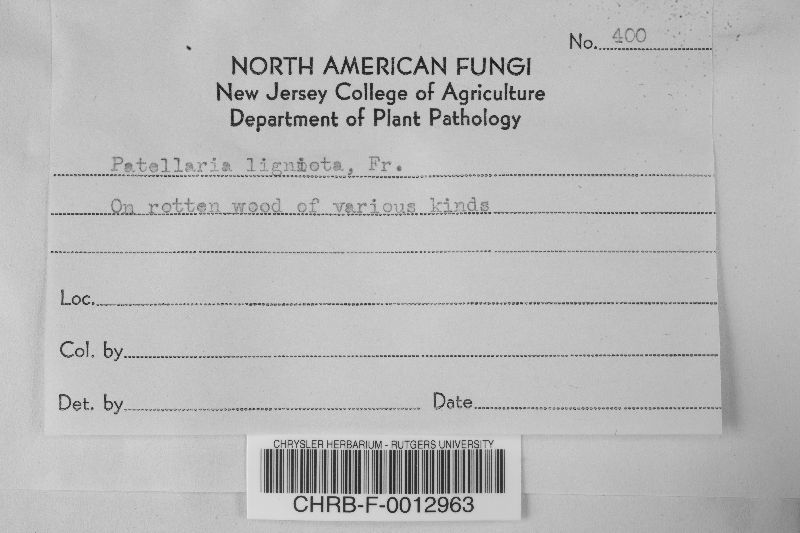 No. 400
NORTH AMERICAN FUNGI
New Jersey College of Agriculture
Department of Plant Pathology
Patellaria ligniota, Fr.
On rotten wood of various kinds
Loc.
Col. by
Det. by Date
CHRYSLER HERBARIUM - RUTGERS UNIVERSITY
CHRB-F-0012963